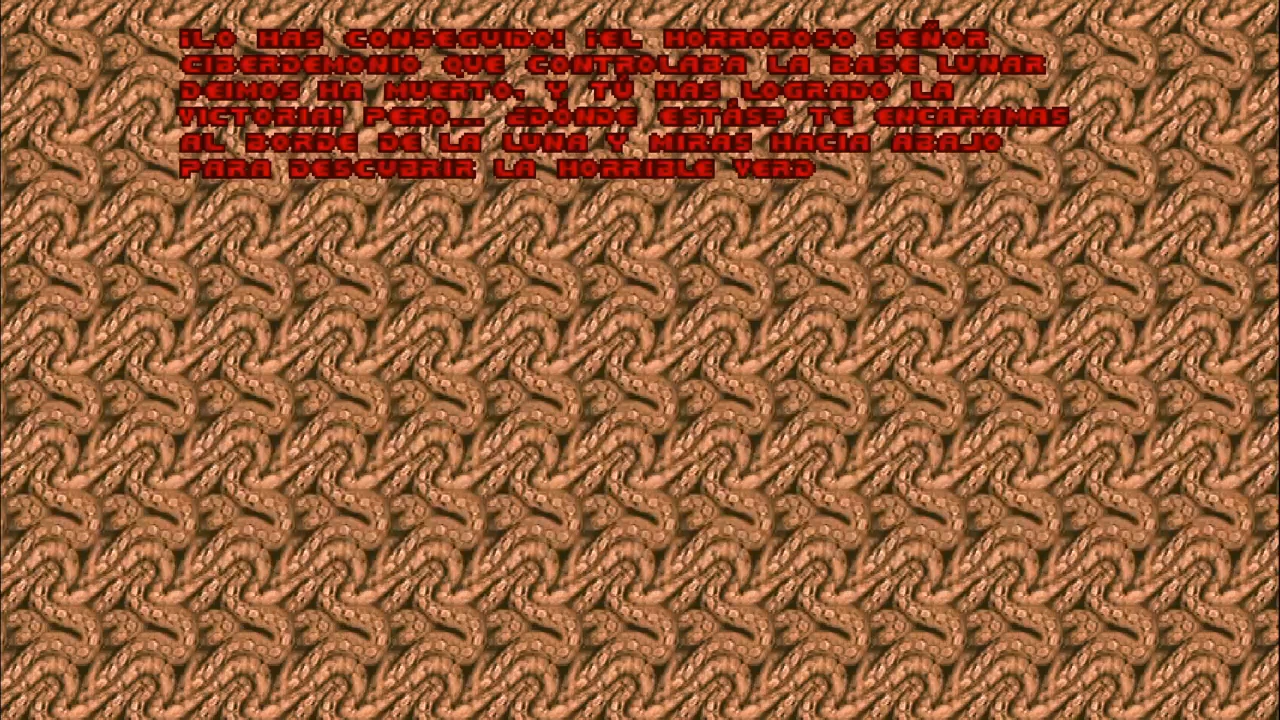 ¡LO HAS CONSEGUIDO! ¡EL HORROROSO SEÑOR
CIBERDEMONIO QUE CONTROLABA LA BASE LUNAR
DEIMOS HA MUERTO, Y TÚ HAS LOGRADO LA
VICTORIA! PERO... ¿DÓNDE ESTÁS? TE ENCARAMAS
AL BORDE DE LA LUNA Y MIRAS HACIA ABAJO
PARA DESCUBRIR LA HORRIBLE VERD